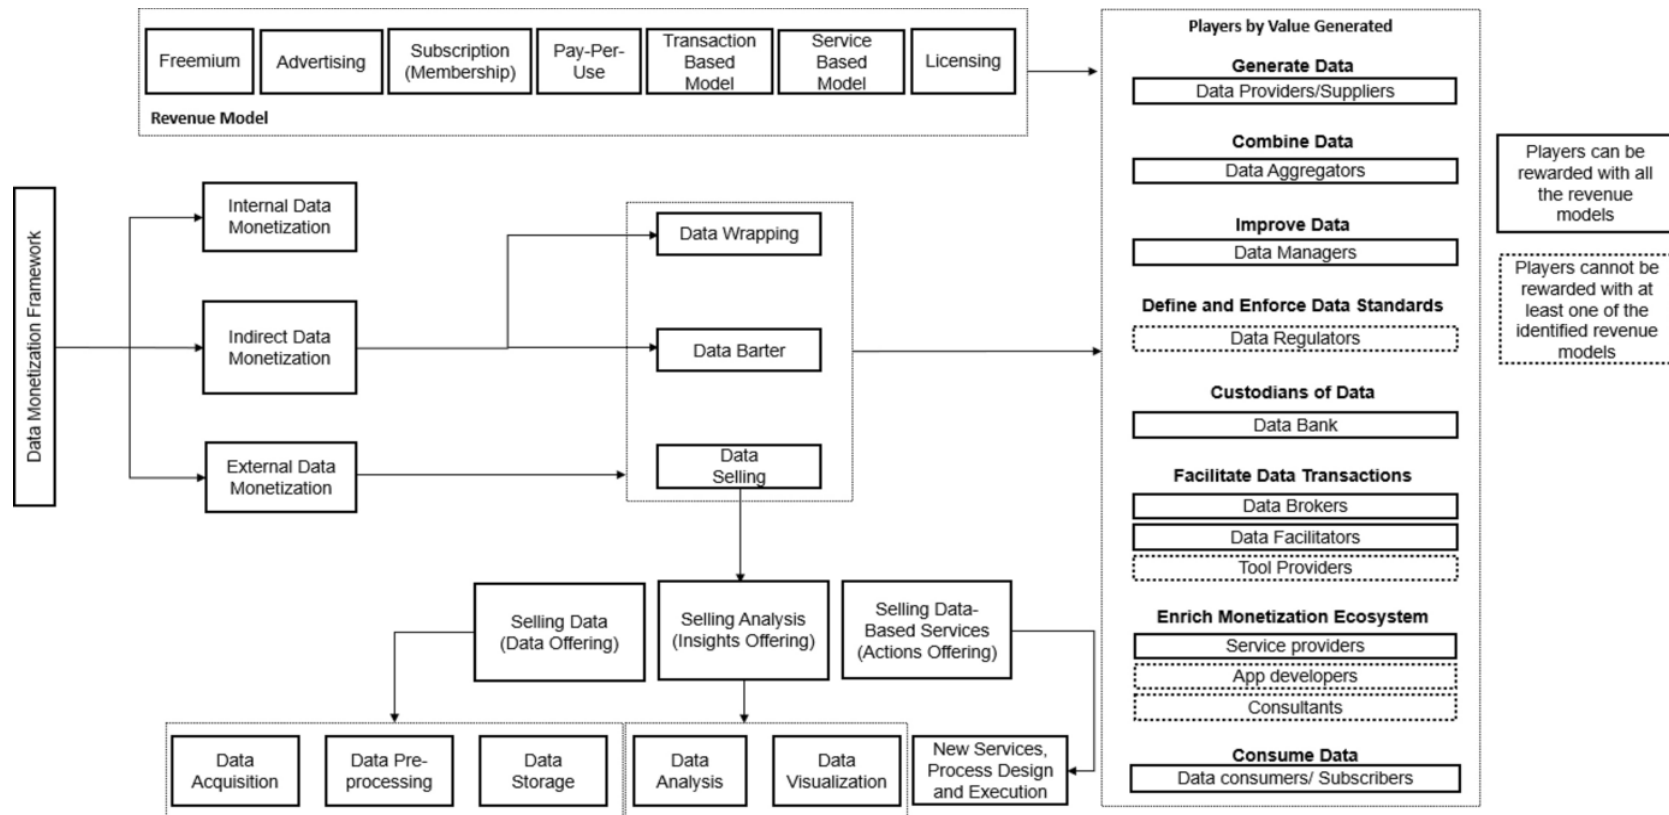 Freemium
Advertising
Subscription
(Membership)
Pay-Per-
Use
Transaction
Based
Model
Service
Based
Model
Licensing
Revenue Model
Data Monetization Framework
Internal Data
Monetization
Indirect Data
Monetization
External Data
Monetization
Data Wrapping
Data Barter
Data
Selling
Selling Data
(Data Offering)
Selling Analysis
(Insights Offering)
Selling Data-
Based Services
(Actions Offering)
Data
Acquisition
Data Pre-
processing
Data
Storage
Data
Analysis
Data
Visualization
New Services,
Process Design
and Execution
Players by Value Generated
Generate Data
Data Providers/Suppliers
Combine Data
Data Aggregators
Improve Data
Data Managers
Define and Enforce Data Standards
Data Regulators
Custodians of Data
Data Bank
Facilitate Data Transactions
Data Brokers
Data Facilitators
Tool Providers
Enrich Monetization Ecosystem
Service providers
App developers
Consultants
Consume Data
Data consumers/ Subscribers
Players can be
rewarded with all
the revenue
models
Players cannot be
rewarded with at
least one of the
identified revenue
models